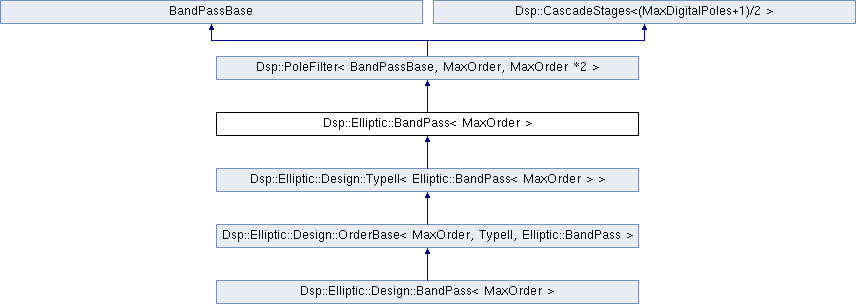 BandPassBase
Dsp::CascadeStages<(MaxDigitalPoles+1)/2 >
Dsp::PoleFilter< BandPassBase, MaxOrder, MaxOrder *2 >
Dsp::Elliptic::BandPass< MaxOrder >
Dsp::Elliptic::Design::TypeII< Elliptic::BandPass< MaxOrder > >
Dsp::Elliptic::Design::OrderBase< MaxOrder, TypeII, Elliptic::BandPass >
Dsp::Elliptic::Design::BandPass< MaxOrder >